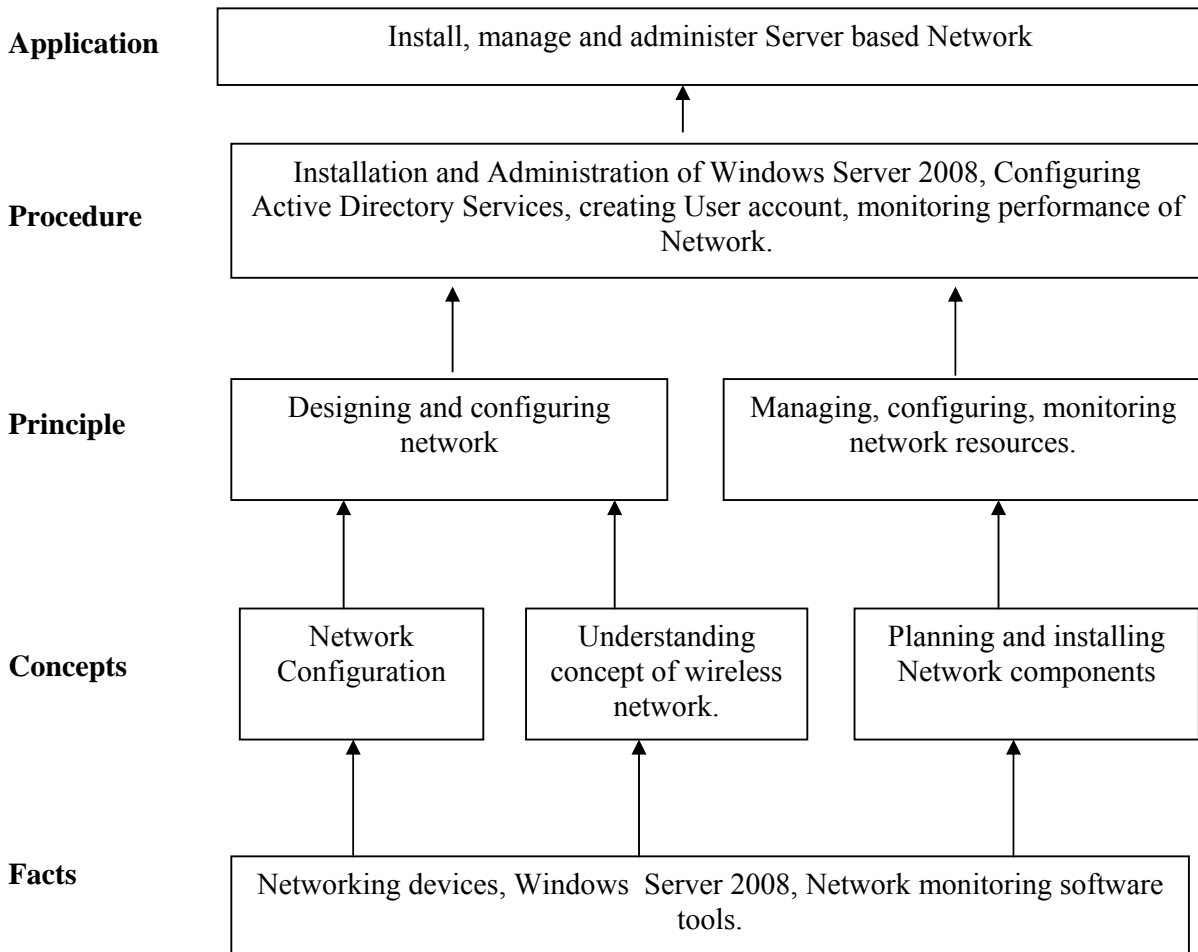 Application
Install, manage and administer Server based Network
Procedure
Installation and Administration of Windows Server 2008, Configuring
Active Directory Services, creating User account, monitoring performance of
Network.
Principle
Designing and configuring
network
Managing, configuring, monitoring
network resources.
Concepts
Network
Configuration
Understanding
concept of wireless
network.
Planning and installing
Network components
Facts
Networking devices, Windows  Server 2008, Network monitoring software
tools.